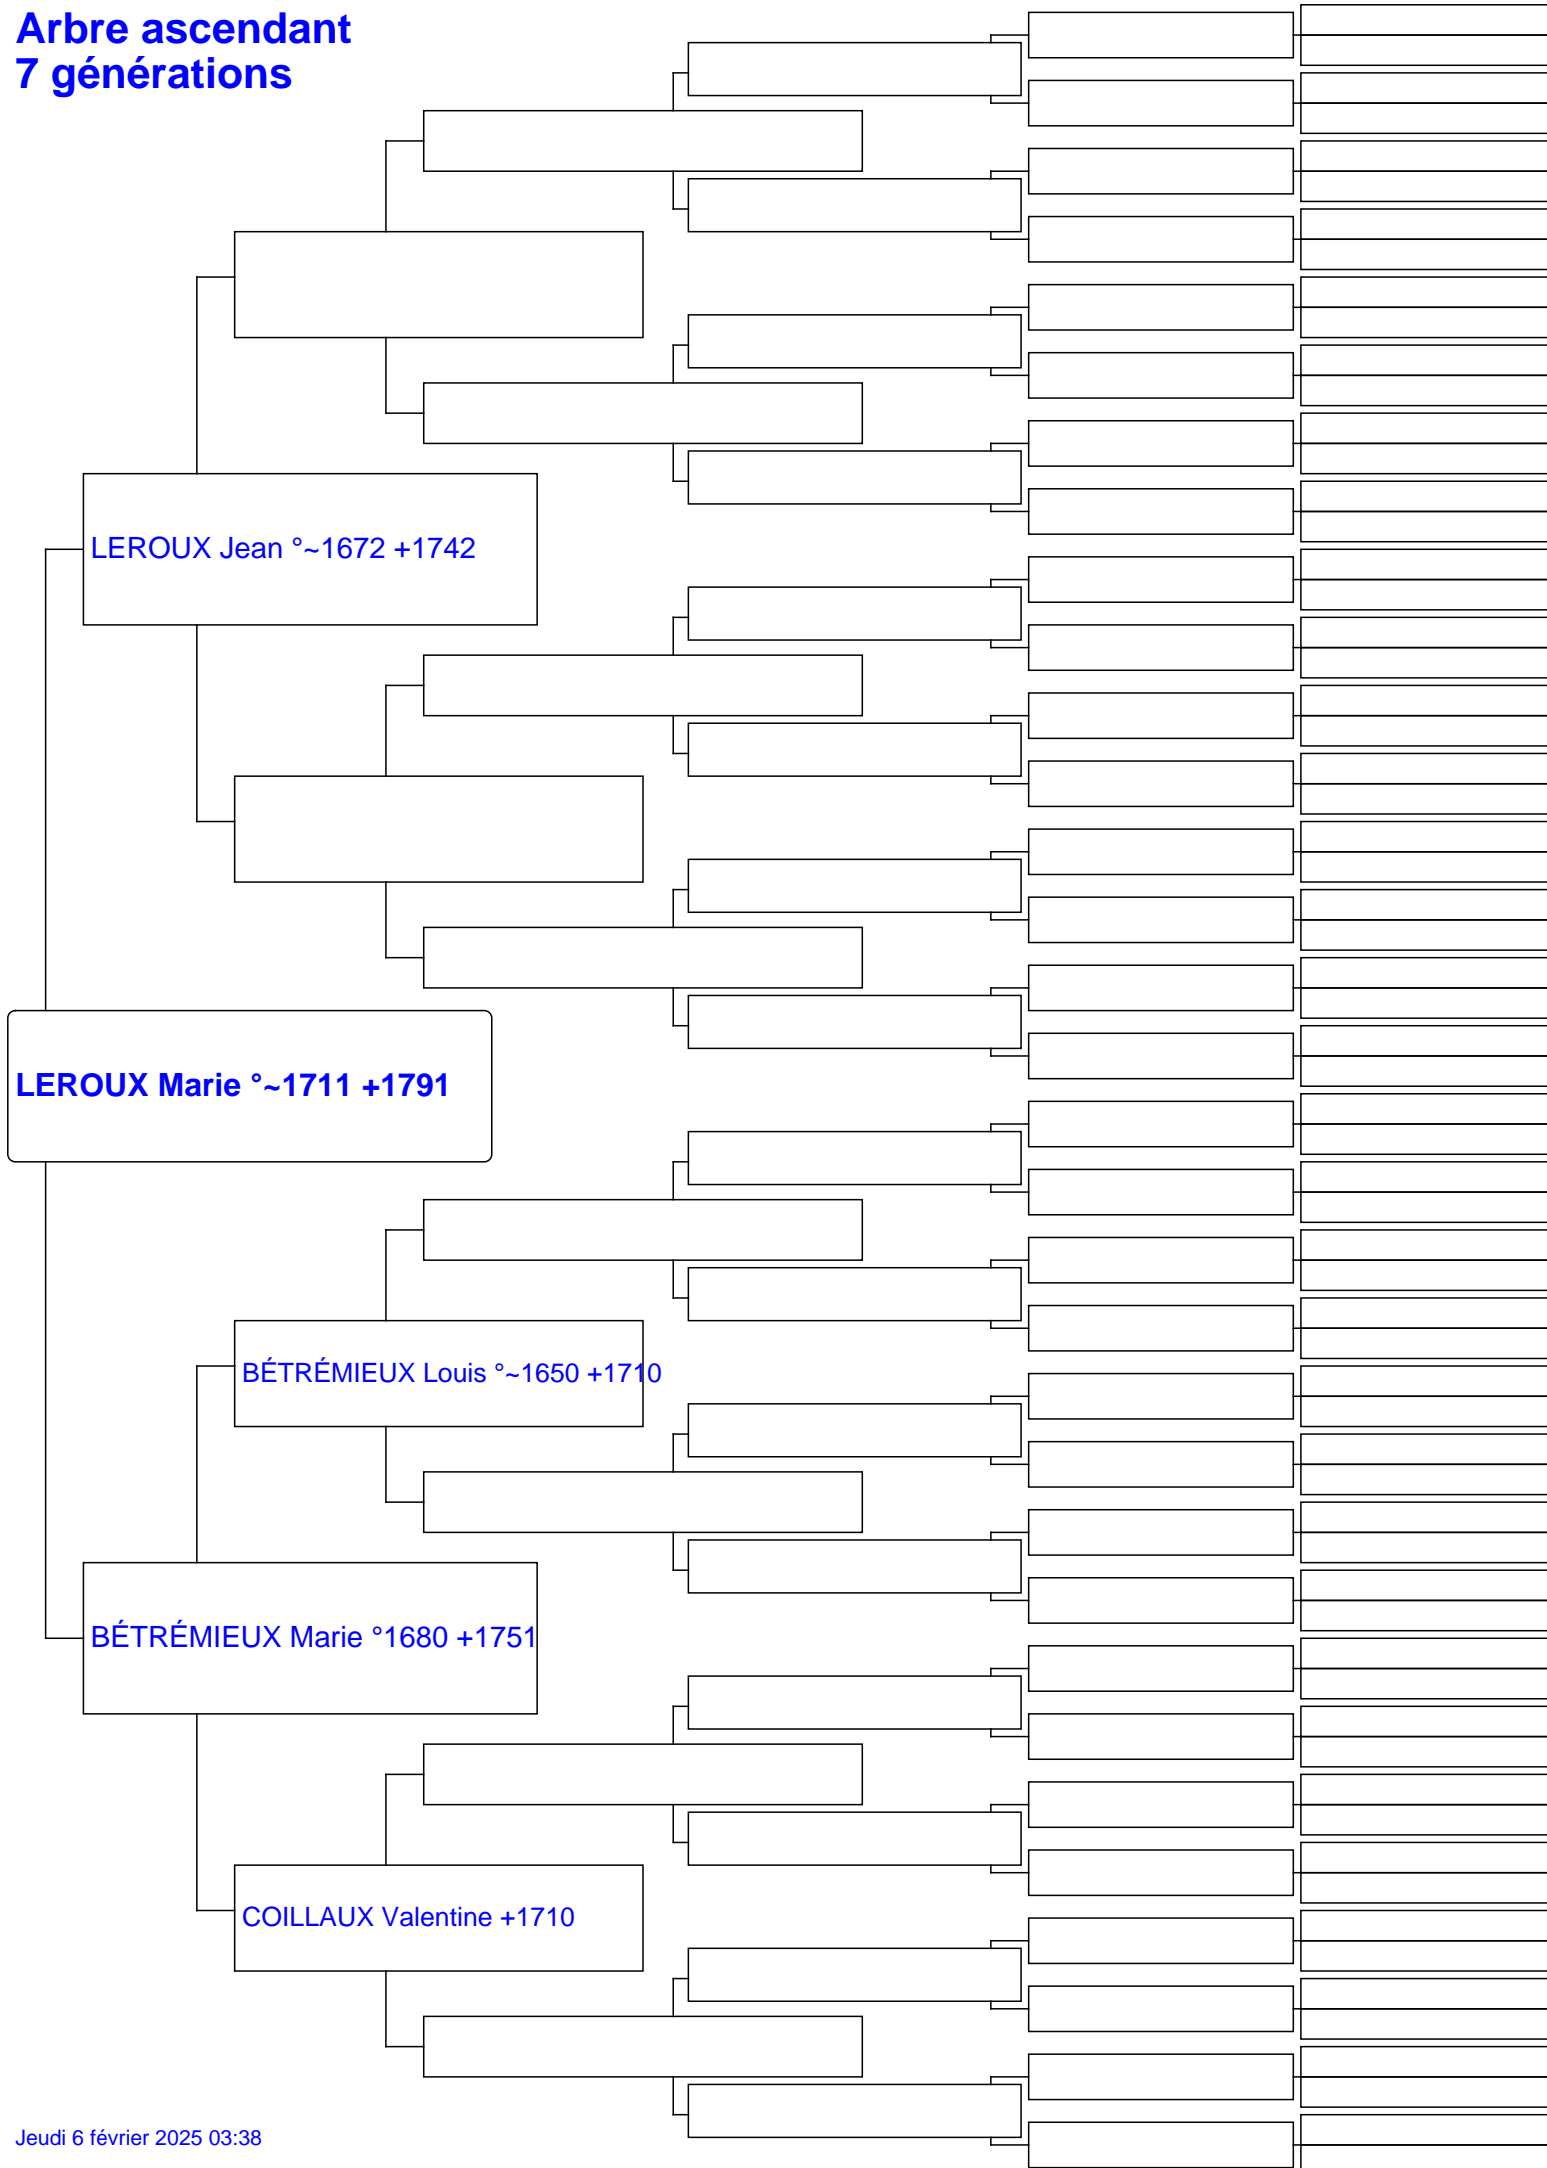 Arbre ascendant
7 générations
LEROUX Jean °~1672 +1742
LEROUX Marie °~1711 +1791
BÉTRÉMIEUX Louis °~1650 +1710
BÉTRÉMIEUX Marie °1680 +1751
COILLAUX Valentine +1710
Jeudi 6 février 2025 03:38